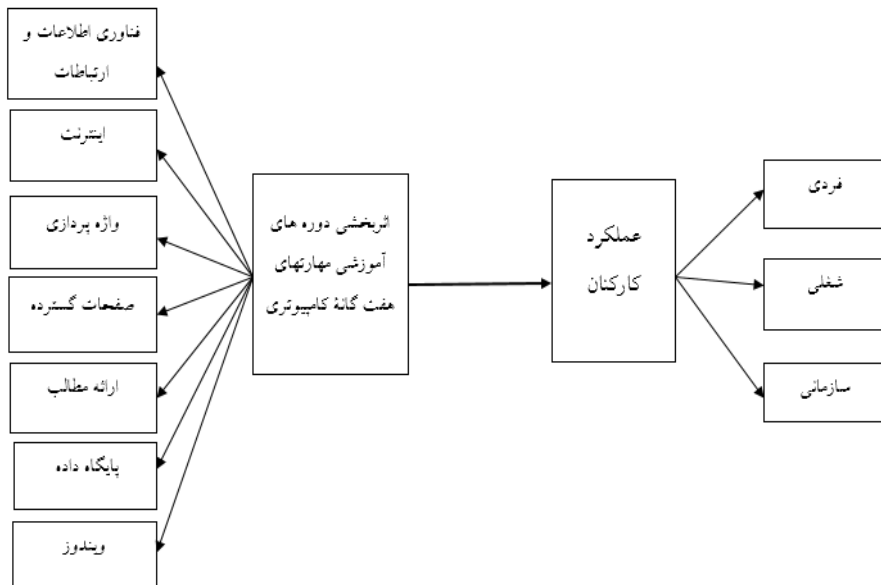 فناوری اطلاعات و
ارتباطات
اینترنت
واژه پردازی
صفحات گسترده
ارائه مطالب
پایگاه داده
ویندوز
اثربخشی دوره های
آموزشی مهارتهای
هفت گانۀ کامپیوتری
عملکرد
کارکنان
فردی
شغلی
سازمانی